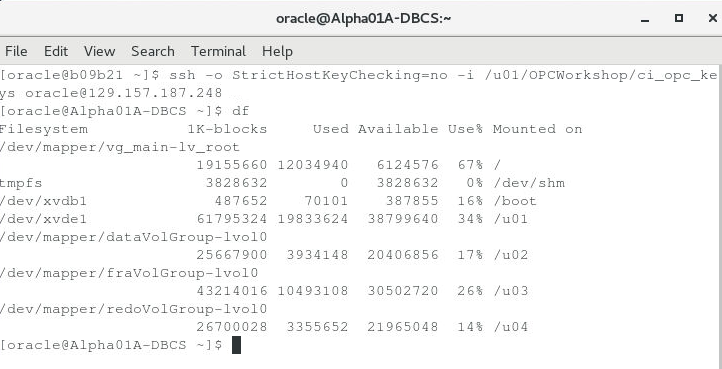 oracle@Alpha01A-DBCS:~
File Edit View Search Terminal Help
[oracle@b09b21 ~]$ ssh -o StrictHostKeyChecking=no -i /u01/OPCWorkshop/ci_opc_ke
ys oracle@129.157.187.248
[oracle@Alpha01A-DBCS ~]$ df
Filesystem 1K-blocks Used Available Use% Mounted on
/dev/mapper/vg_main-lv_root
19155660 12034940 6124576 67% /
tmpfs 3828632 0 3828632 0% /dev/shm
/dev/xvdb1 487652 70101 387855 16% /boot
/dev/xvde1 61795324 19833624 38799640 34% /u01
/dev/mapper/dataVolGroup-lvol0
25667900 3934148 20406856 17% /u02
/dev/mapper/fraVolGroup-lvol0
43214016 10493108 30502720 26% /u03
/dev/mapper/redoVolGroup-lvol0
26700028 3355652 21965048 14% /u04
[oracle@Alpha01A-DBCS ~]$